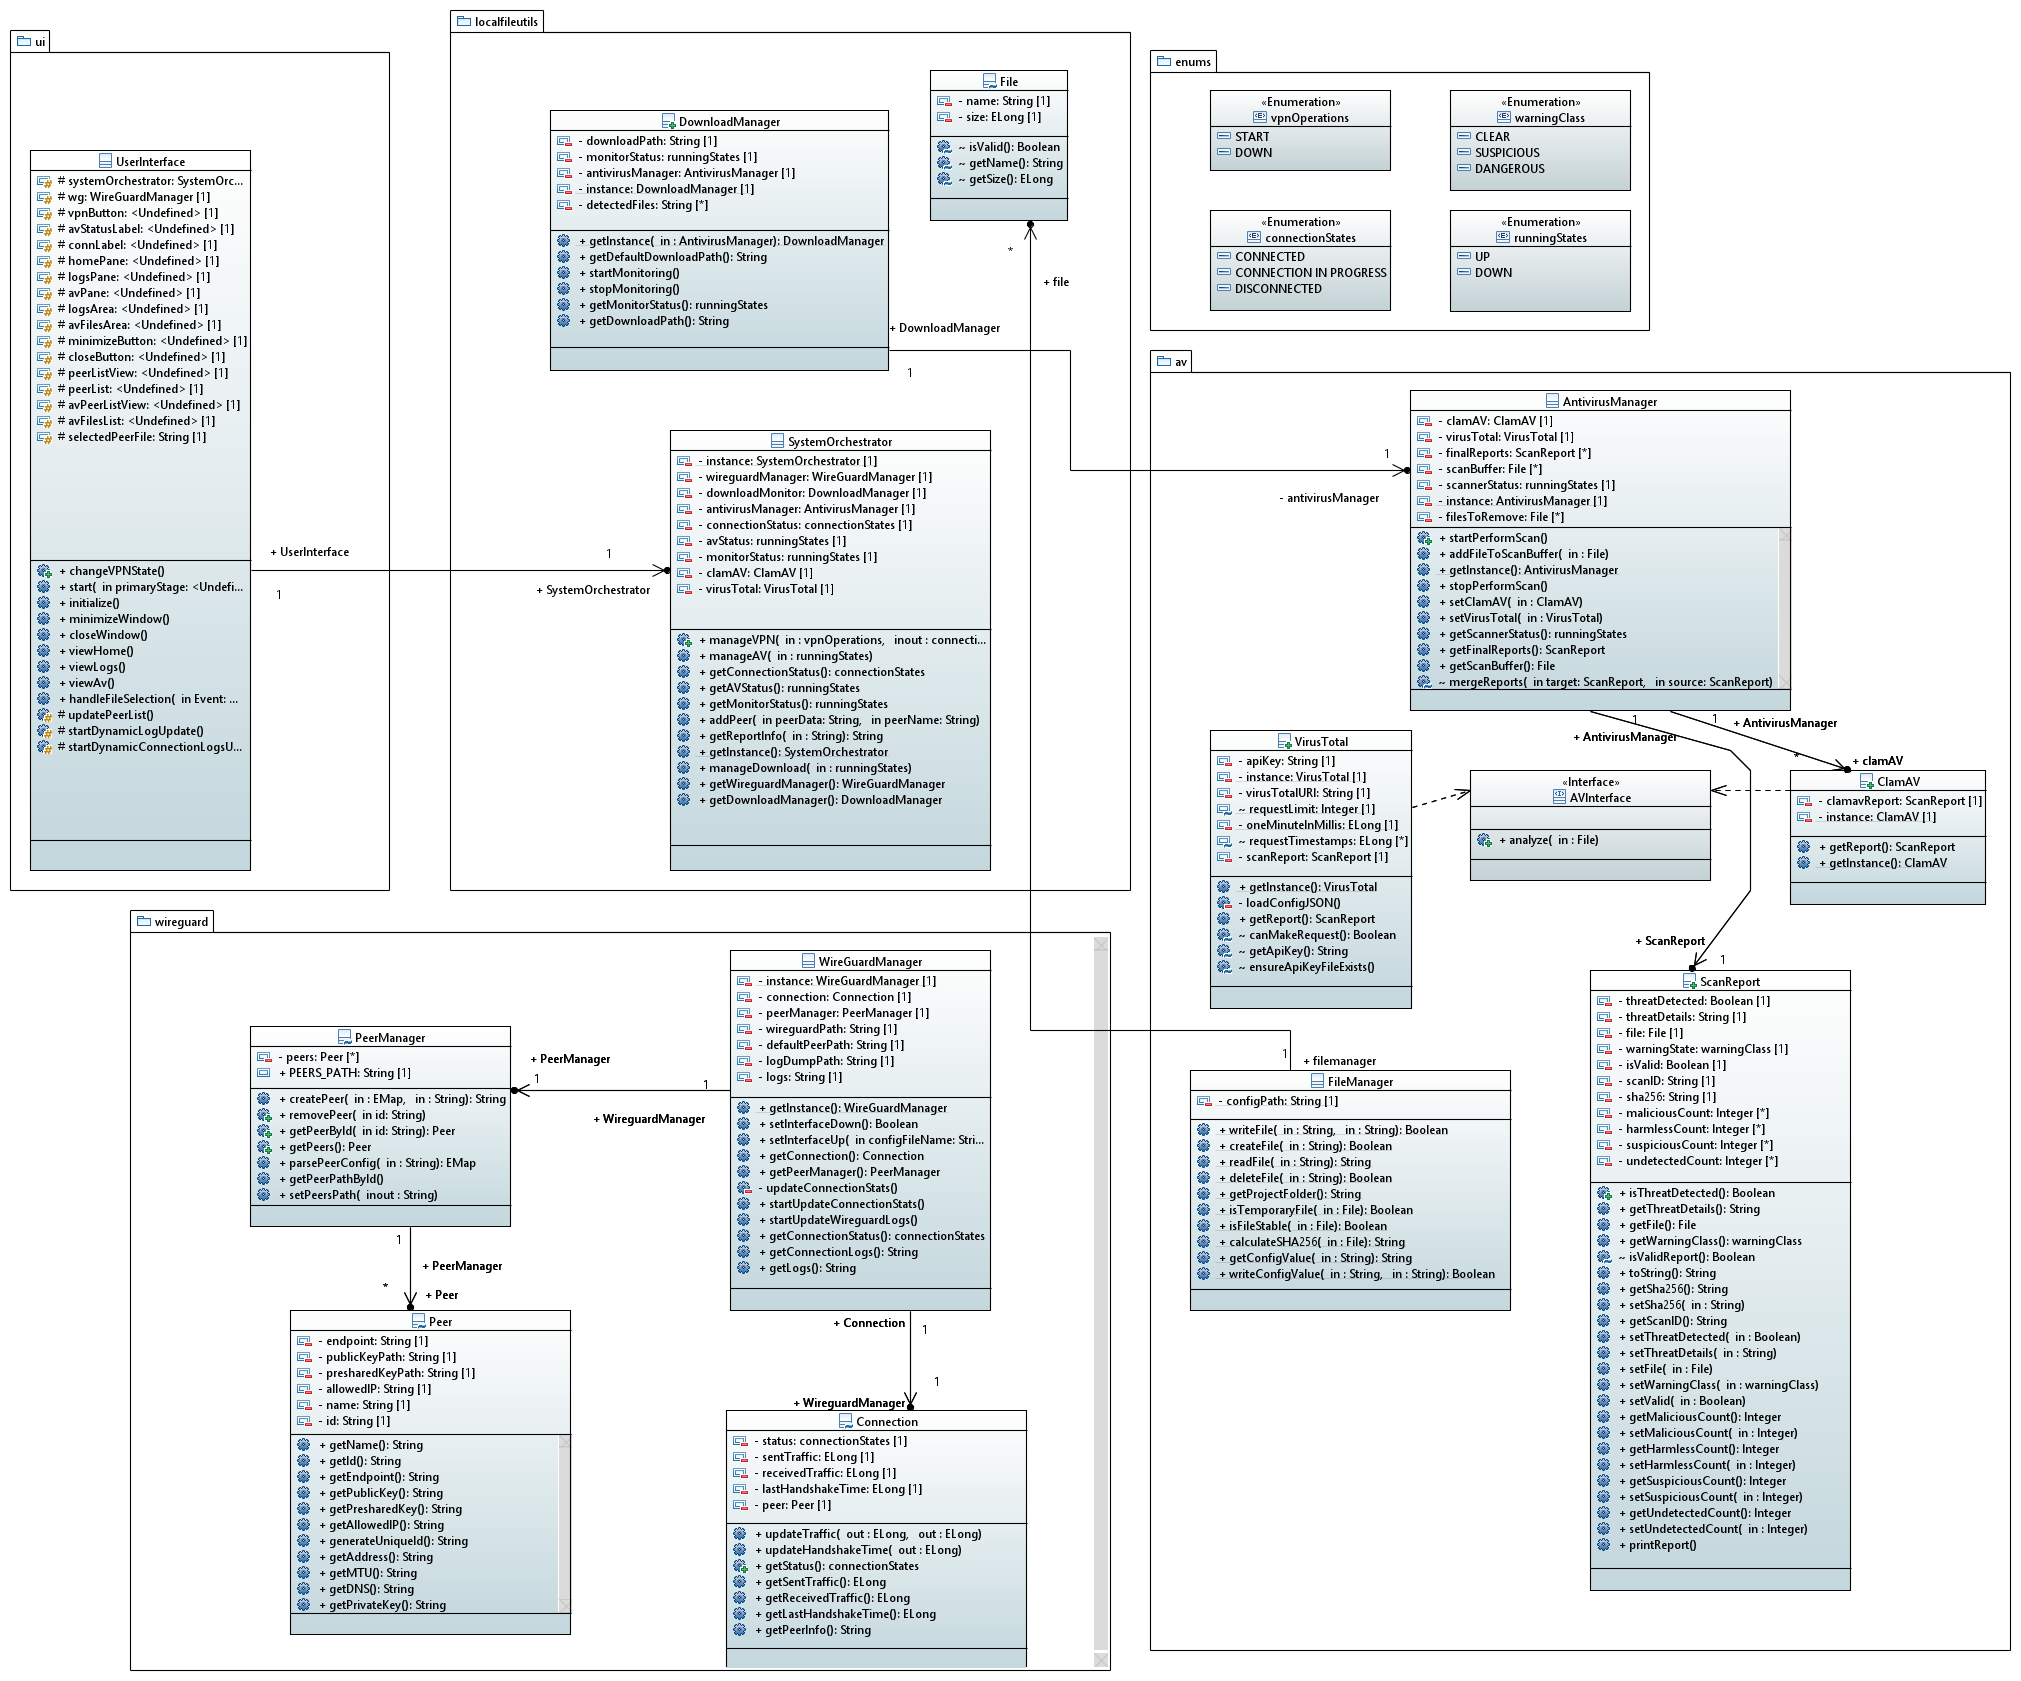 ui
UserInterface
# systemOrchestrator: SystemOrc...
# wg: WireGuardManager [1]
# vpnButton: <Undefined> [1]
# avStatusLabel: <Undefined> [1]
# connLabel: <Undefined> [1]
# homePane: <Undefined> [1]
# logsPane: <Undefined> [1]
# avPane: <Undefined> [1]
# logsArea: <Undefined> [1]
# avFilesArea: <Undefined> [1]
# minimizeButton: <Undefined> [1]
# closeButton: <Undefined> [1]
# peerListView: <Undefined> [1]
# peerList: <Undefined> [1]
# avPeerListView: <Undefined> [1]
# avFilesList: <Undefined> [1]
# selectedPeerFile: String [1]
+ changeVPNState()
+ start( in primaryStage: <Undefi...
+ initialize()
+ minimizeWindow()
+ closeWindow()
+ viewHome()
+ viewLogs()
+ viewAv()
+ handleFileSelection( in Event: ...
# updatePeerList()
# startDynamicLogUpdate()
# startDynamicConnectionLogsU...
+ UserInterface
1
1
+ SystemOrchestrator
localfileutils
DownloadManager
- downloadPath: String [1]
- monitorStatus: runningStates [1]
- antivirusManager: AntivirusManager [1]
- instance: DownloadManager [1]
- detectedFiles: String [*]
+ getInstance( in : AntivirusManager): DownloadManager
+ getDefaultDownloadPath(): String
+ startMonitoring()
+ stopMonitoring()
+ getMonitorStatus(): runningStates
+ getDownloadPath(): String
File
- name: String [1]
- size: ELong [1]
~ isValid(): Boolean
~ getName(): String
~ getSize(): ELong
*
+ file
+ DownloadManager
1
1
- antivirusManager
SystemOrchestrator
- instance: SystemOrchestrator [1]
- wireguardManager: WireGuardManager [1]
- downloadMonitor: DownloadManager [1]
- antivirusManager: AntivirusManager [1]
- connectionStatus: connectionStates [1]
- avStatus: runningStates [1]
- monitorStatus: runningStates [1]
- clamAV: ClamAV [1]
- virusTotal: VirusTotal [1]
+ manageVPN( in : vpnOperations, inout : connecti...
+ manageAV( in : runningStates)
+ getConnectionStatus(): connectionStates
+ getAVStatus(): runningStates
+ getMonitorStatus(): runningStates
+ addPeer( in peerData: String, in peerName: String)
+ getReportInfo( in : String): String
+ getInstance(): SystemOrchestrator
+ manageDownload( in : runningStates)
+ getWireguardManager(): WireGuardManager
+ getDownloadManager(): DownloadManager
enums
«Enumeration»
vpnOperations
START
DOWN
«Enumeration»
warningClass
CLEAR
SUSPICIOUS
DANGEROUS
«Enumeration»
connectionStates
CONNECTED
CONNECTION IN PROGRESS
DISCONNECTED
«Enumeration»
runningStates
UP
DOWN
av
AntivirusManager
- clamAV: ClamAV [1]
- virusTotal: VirusTotal [1]
- finalReports: ScanReport [*]
- scanBuffer: File [*]
- scannerStatus: runningStates [1]
- instance: AntivirusManager [1]
- filesToRemove: File [*]
+ startPerformScan()
+ addFileToScanBuffer( in : File)
+ getInstance(): AntivirusManager
+ stopPerformScan()
+ setClamAV( in : ClamAV)
+ setVirusTotal( in : VirusTotal)
+ getScannerStatus(): runningStates
+ getFinalReports(): ScanReport
+ getScanBuffer(): File
~ mergeReports( in target: ScanReport, in source: ScanReport)
1
+ AntivirusManager
1
+ AntivirusManager
*
+ clamAV
VirusTotal
- apiKey: String [1]
- instance: VirusTotal [1]
- virusTotalURI: String [1]
~ requestLimit: Integer [1]
- oneMinuteInMillis: ELong [1]
~ requestTimestamps: ELong [*]
- scanReport: ScanReport [1]
+ getInstance(): VirusTotal
- loadConfigJSON()
+ getReport(): ScanReport
~ canMakeRequest(): Boolean
~ getApiKey(): String
~ ensureApiKeyFileExists()
«Interface»
AVInterface
+ analyze( in : File)
ClamAV
- clamavReport: ScanReport [1]
- instance: ClamAV [1]
+ getReport(): ScanReport
+ getInstance(): ClamAV
+ ScanReport
1
ScanReport
- threatDetected: Boolean [1]
- threatDetails: String [1]
- file: File [1]
- warningState: warningClass [1]
- isValid: Boolean [1]
- scanID: String [1]
- sha256: String [1]
- maliciousCount: Integer [*]
- harmlessCount: Integer [*]
- suspiciousCount: Integer [*]
- undetectedCount: Integer [*]
+ isThreatDetected(): Boolean
+ getThreatDetails(): String
+ getFile(): File
+ getWarningClass(): warningClass
~ isValidReport(): Boolean
+ toString(): String
+ getSha256(): String
+ setSha256( in : String)
+ getScanID(): String
+ setThreatDetected( in : Boolean)
+ setThreatDetails( in : String)
+ setFile( in : File)
+ setWarningClass( in : warningClass)
+ setValid( in : Boolean)
+ getMaliciousCount(): Integer
+ setMaliciousCount( in : Integer)
+ getHarmlessCount(): Integer
+ setHarmlessCount( in : Integer)
+ getSuspiciousCount(): Integer
+ setSuspiciousCount( in : Integer)
+ getUndetectedCount(): Integer
+ setUndetectedCount( in : Integer)
+ printReport()
1
+ filemanager
FileManager
- configPath: String [1]
+ writeFile( in : String, in : String): Boolean
+ createFile( in : String): Boolean
+ readFile( in : String): String
+ deleteFile( in : String): Boolean
+ getProjectFolder(): String
+ isTemporaryFile( in : File): Boolean
+ isFileStable( in : File): Boolean
+ calculateSHA256( in : File): String
+ getConfigValue( in : String): String
+ writeConfigValue( in : String, in : String): Boolean
wireguard
WireGuardManager
- instance: WireGuardManager [1]
- connection: Connection [1]
- peerManager: PeerManager [1]
- wireguardPath: String [1]
- defaultPeerPath: String [1]
- logDumpPath: String [1]
- logs: String [1]
+ getInstance(): WireGuardManager
+ setInterfaceDown(): Boolean
+ setInterfaceUp( in configFileName: Stri...
+ getConnection(): Connection
+ getPeerManager(): PeerManager
- updateConnectionStats()
+ startUpdateConnectionStats()
+ startUpdateWireguardLogs()
+ getConnectionStatus(): connectionStates
+ getConnectionLogs(): String
+ getLogs(): String
PeerManager
- peers: Peer [*]
+ PEERS_PATH: String [1]
+ createPeer( in : EMap, in : String): String
+ removePeer( in id: String)
+ getPeerById( in id: String): Peer
+ getPeers(): Peer
+ parsePeerConfig( in : String): EMap
+ getPeerPathById()
+ setPeersPath( inout : String)
+ PeerManager
1
1
+ WireguardManager
1
+ PeerManager
*
+ Peer
Peer
- endpoint: String [1]
- publicKeyPath: String [1]
- presharedKeyPath: String [1]
- allowedIP: String [1]
- name: String [1]
- id: String [1]
+ getName(): String
+ getId(): String
+ getEndpoint(): String
+ getPublicKey(): String
+ getPresharedKey(): String
+ getAllowedIP(): String
+ generateUniqueId(): String
+ getAddress(): String
+ getMTU(): String
+ getDNS(): String
+ getPrivateKey(): String
+ Connection
1
1
+ WireguardManager
Connection
- status: connectionStates [1]
- sentTraffic: ELong [1]
- receivedTraffic: ELong [1]
- lastHandshakeTime: ELong [1]
- peer: Peer [1]
+ updateTraffic( out : ELong, out : ELong)
+ updateHandshakeTime( out : ELong)
+ getStatus(): connectionStates
+ getSentTraffic(): ELong
+ getReceivedTraffic(): ELong
+ getLastHandshakeTime(): ELong
+ getPeerInfo(): String